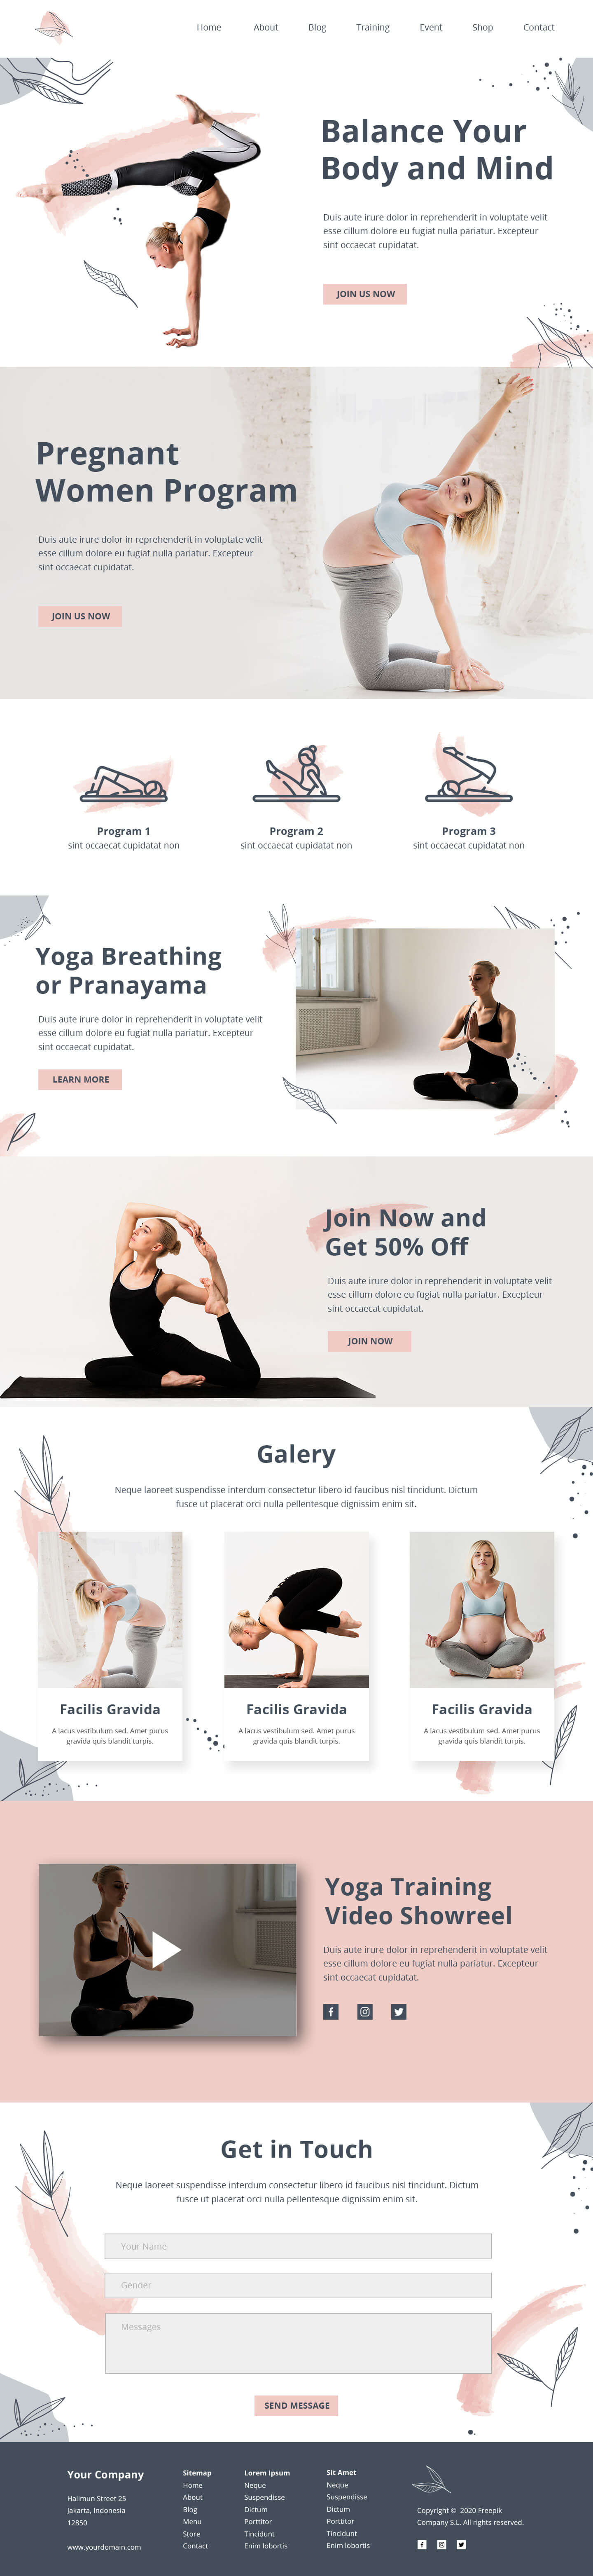 Home About Blog Training Event Shop Contact
Balance Your
Body and Mind
Duis aute irure dolor in reprehenderit in voluptate velit
esse cillum dolore eu fugiat nulla pariatur. Excepteur
sint occaecat cupidatat.
JOIN US NOW
Pregnant
Women Program
Duis aute irure dolor in reprehenderit in voluptate velit
esse cillum dolore eu fugiat nulla pariatur. Excepteur
sint occaecat cupidatat.
JOIN US NOW
Program 1
sint occaecat cupidatat non
Program 2
sint occaecat cupidatat non
Program 3
sint occaecat cupidatat non
Yoga Breathing
or Pranayama
Duis aute irure dolor in reprehenderit in voluptate velit
esse cillum dolore eu fugiat nulla pariatur. Excepteur
sint occaecat cupidatat.
LEARN MORE
Join Now and
Get 50% Off
Duis aute irure dolor in reprehenderit in voluptate velit
esse cillum dolore eu fugiat nulla pariatur. Excepteur
sint occaecat cupidatat.
JOIN NOW
Galery
Neque laoreet suspendisse interdum consectetur libero id faucibus nisl tincidunt. Dictum
fusce ut placerat orci nulla pellentesque dignissim enim sit.
Facilis Gravida
A lacus vestibulum sed. Amet purus
gravida quis blandit turpis.
Facilis Gravida
A lacus vestibulum sed. Amet purus
gravida quis blandit turpis.
Facilis Gravida
A lacus vestibulum sed. Amet purus
gravida quis blandit turpis.
Yoga Training
Video Showreel
Duis aute irure dolor in reprehenderit in voluptate velit
esse cillum dolore eu fugiat nulla pariatur. Excepteur
sint occaecat cupidatat.
Get in Touch
Neque laoreet suspendisse interdum consectetur libero id faucibus nisl tincidunt. Dictum
fusce ut placerat orci nulla pellentesque dignissim enim sit.
Your Name
Gender
Messages
SEND MESSAGE
Your Company
Halimun Street 25
Jakarta, Indonesia
12850
www.yourdomain.com
Sitemap
Home
About
Blog
Menu
Store
Contact
Lorem Ipsum
Neque
Suspendisse
Dictum
Porttitor
Tincidunt
Enim lobortis
Sit Amet
Neque
Suspendisse
Dictum
Porttitor
Tincidunt
Enim lobortis
Copyright © 2020 Freepik
Company S.L. All rights reserved.